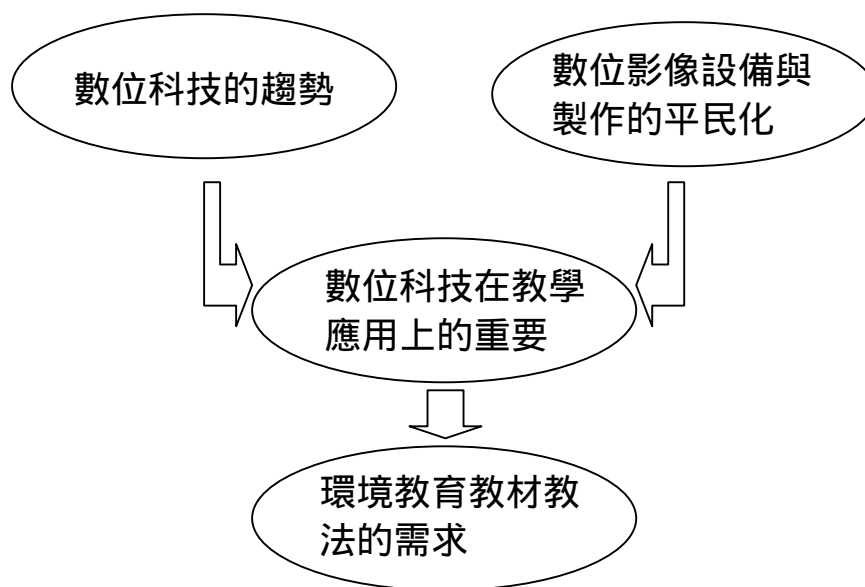 數位科技的趨勢
數位影像設備與
製作的平民化
數位科技在教學
應用上的重要
環境教育教材教
法的需求